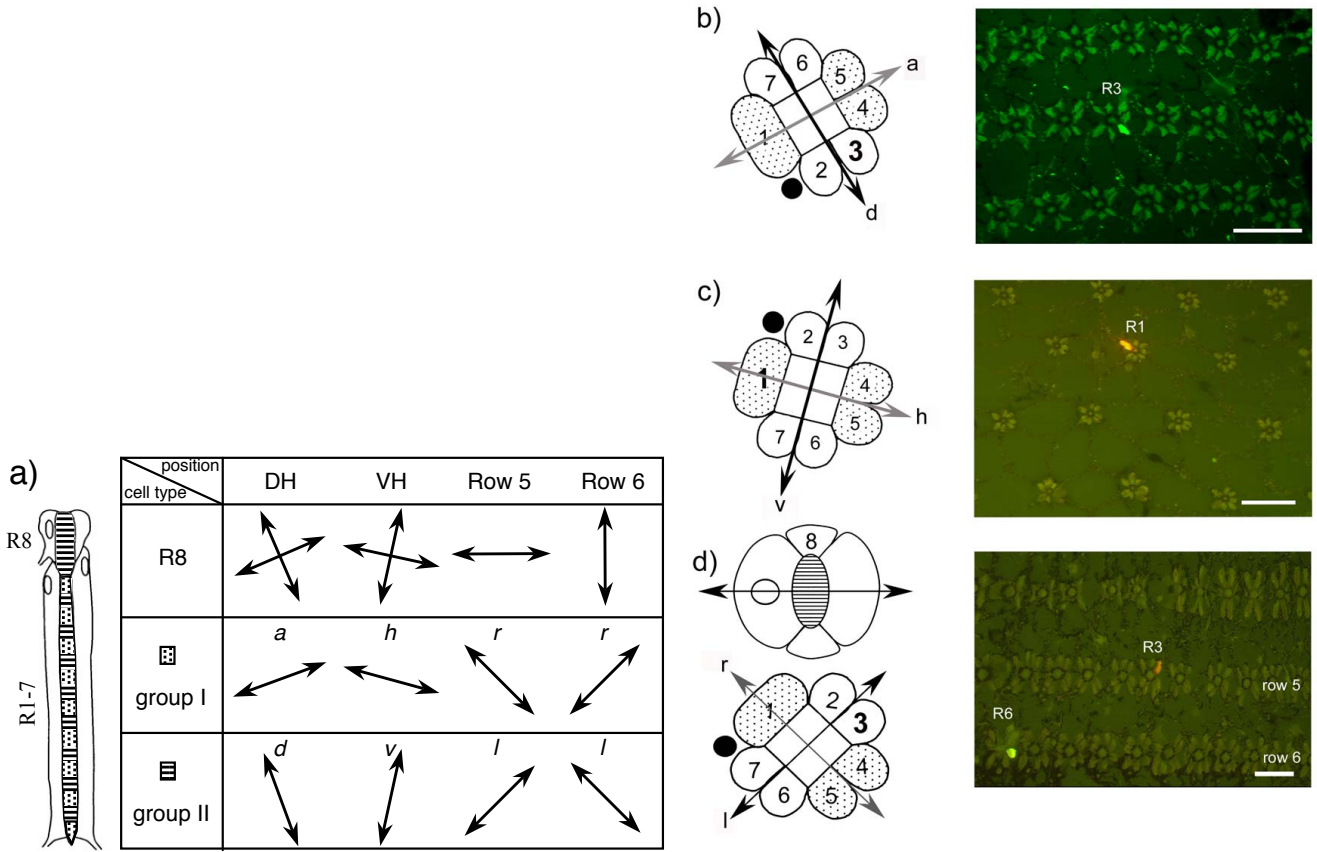 a)
R8
R1-7
position
cell type
DH VH Row 5 Row 6
R8
a h r r
group I
d v l l
group II
b)
1 2 3 4 5 6 7
a
d
R3
c)
1 2 3 4 5 6 7
h
v
R1
d)
8
r
1 2 3 4 5 6 7
l
R3
row 5
R6
row 6